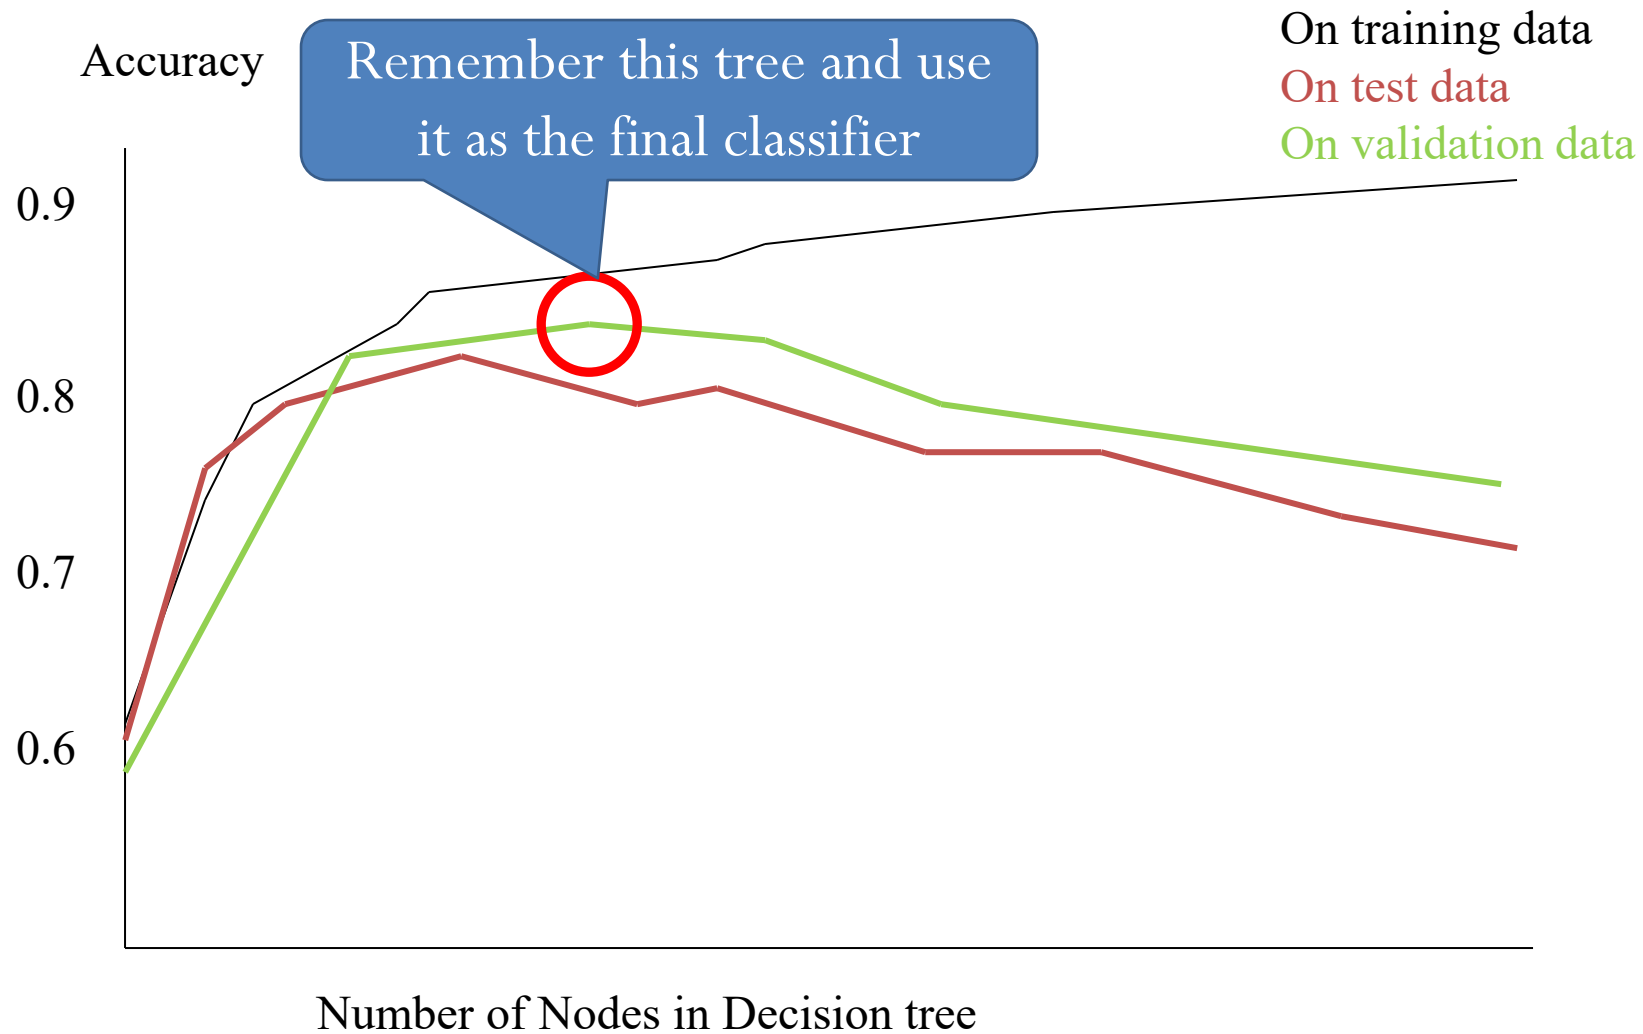 Accuracy
Remember this tree and use
it as the final classifier
On training data
On test data
On validation data
0.9
0.8
0.7
0.6
Number of Nodes in Decision tree